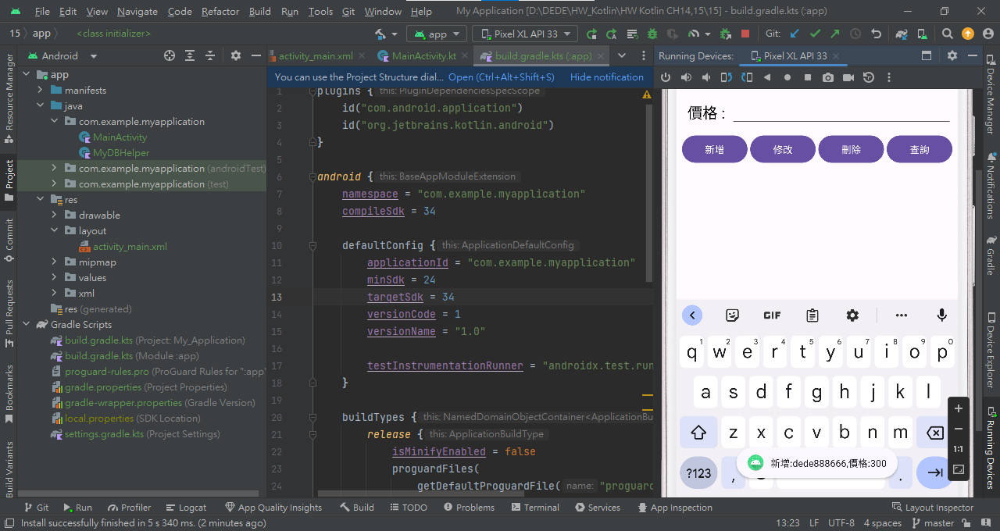 File Edit View Navigate Code Refactor Build Run Tools Git Window Help My Application [D:\DEDE\HW_Kotlin\HW Kotlin CH14,15\15] - build.gradle.kts (:app)
15 app <class initializer>
app Pixel XL API 33 Git:
Android
activity_main.xml MainActivity.kt build.gradle.kts (:app)
Running Devices: Pixel XL API 33
Resource Manager
Project
Commit
Pull Requests
Bookmarks
Build Variants
app
manifests
java
com.example.myapplication
MainActivity
MyDBHelper
com.example.myapplication (androidTest)
com.example.myapplication (test)
res
drawable
layout
activity_main.xml
mipmap
values
xml
res (generated)
Gradle Scripts
build.gradle.kts (Project: My_Application)
build.gradle.kts (Module :app)
proguard-rules.pro (ProGuard Rules for ":app"
gradle.properties (Project Properties)
gradle-wrapper.properties (Gradle Version)
local.properties (SDK Location)
settings.gradle.kts (Project Settings)
You can use the Project Structure dial... Open (Ctrl+Alt+Shift+S) Hide notification
1 plugins { this: PluginDependenciesSpecScope
2 id("com.android.application")
3 id("org.jetbrains.kotlin.android")
4 }
5
6 android { this: BaseAppModuleExtension
7 namespace = "com.example.myapplication"
8 compileSdk = 34
9
10 defaultConfig { this: ApplicationDefaultConfig
11 applicationId = "com.example.myapplication"
12 minSdk = 24
13 targetSdk = 34
14 versionCode = 1
15 versionName = "1.0"
16
17 testInstrumentationRunner = "androidx.test.run
18 }
19
20 buildTypes { this: NamedDomainObjectContainer<ApplicationBu
21 release { this: ApplicationBuildType
22 isMinifyEnabled = false
23 proguardFiles(
24 getDefaultProguardFile( name: "proguard
價格 :
新增 修改 刪除 查詢
GIF
q1 w2 e3 r4 t5 y6 u7 i8 o9 p0
a s d f g h j k l
z x c v b n m
?123 , .
新增:dede888666,價格:300
1:1
Device Manager
Notifications
Gradle
Device Explorer
Running Devices
Git Run Profiler Logcat App Quality Insights Build TODO Problems Terminal Services App Inspection Layout Inspector
Install successfully finished in 5 s 340 ms. (2 minutes ago) 13:23 LF UTF-8 4 spaces master